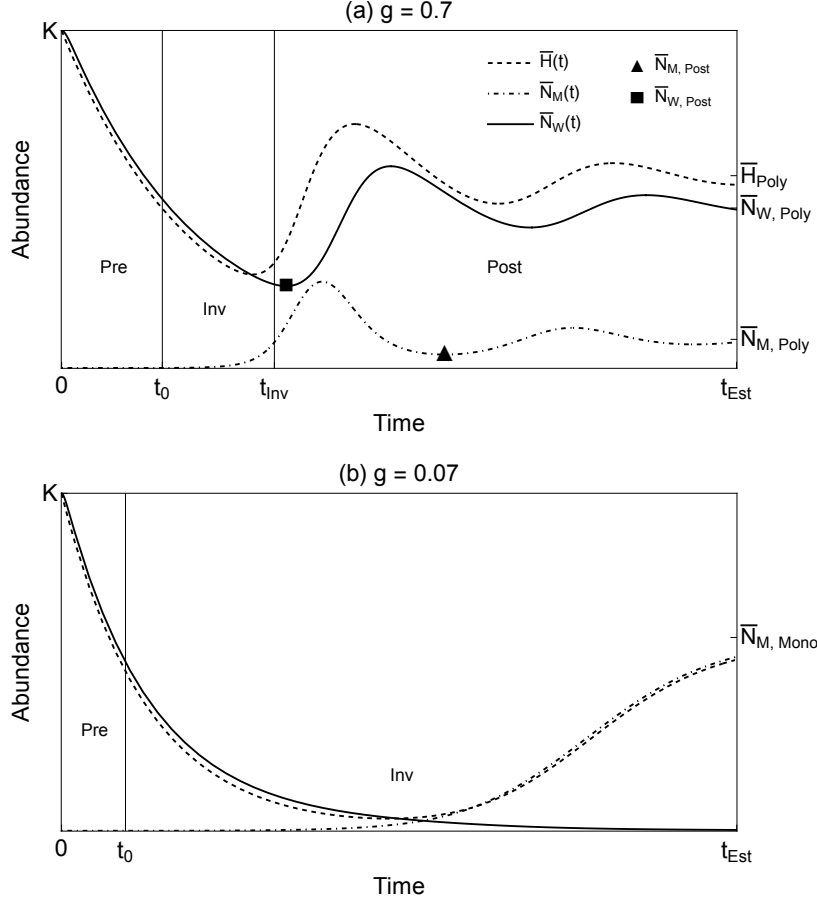 (a) g = 0.7
K
H̅(t)
N̅M(t)
N̅W(t)
N̅M, Post
N̅W, Post
Abundance
Pre
Inv
Post
H̅Poly
N̅W, Poly
N̅M, Poly
0
t0
tInv
tEst
Time
(b) g = 0.07
K
Abundance
Pre
Inv
N̅M, Mono
0
t0
tEst
Time